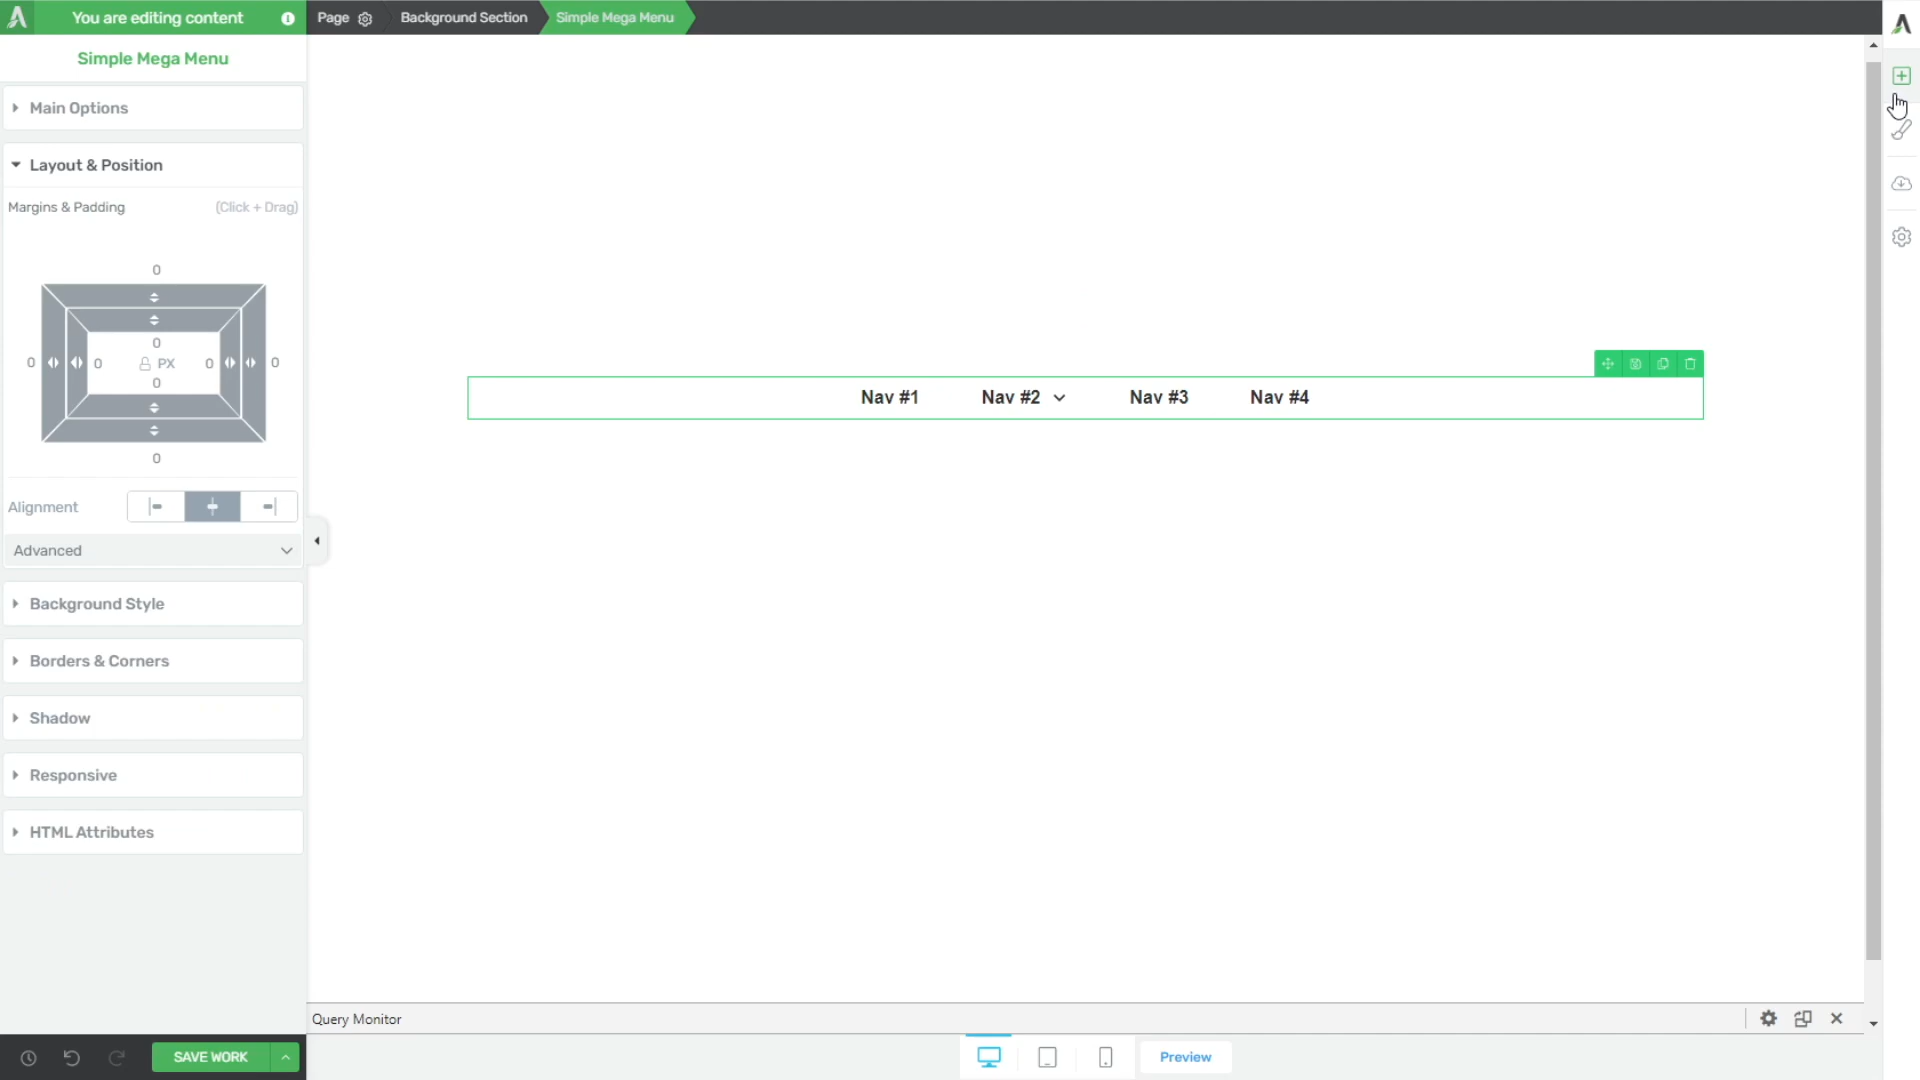 You are editing content
Page
Background Section
Simple Mega Menu
Simple Mega Menu
Main Options
Layout & Position
Margins & Padding (Click + Drag)
0
0
0 0 PX 0 0
0
0
Alignment
Advanced
Background Style
Borders & Corners
Shadow
Responsive
HTML Attributes
SAVE WORK
Nav #1 Nav #2 Nav #3 Nav #4
Query Monitor
Preview